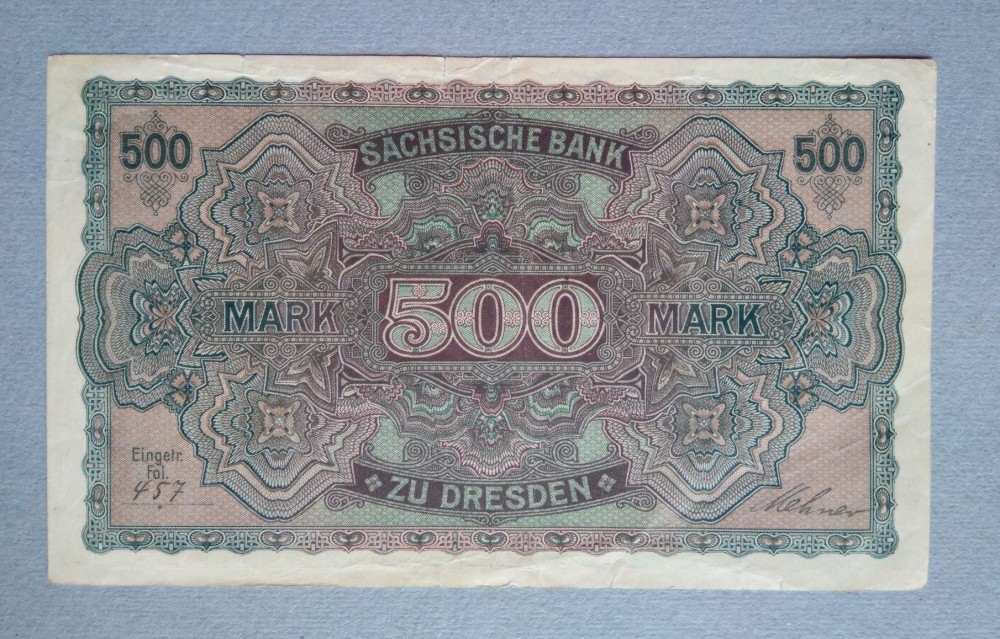 SÄCHSISCHE BANK
500 500
MARK 500 MARK
Eingetr.
Fol.
457
ZU DRESDEN